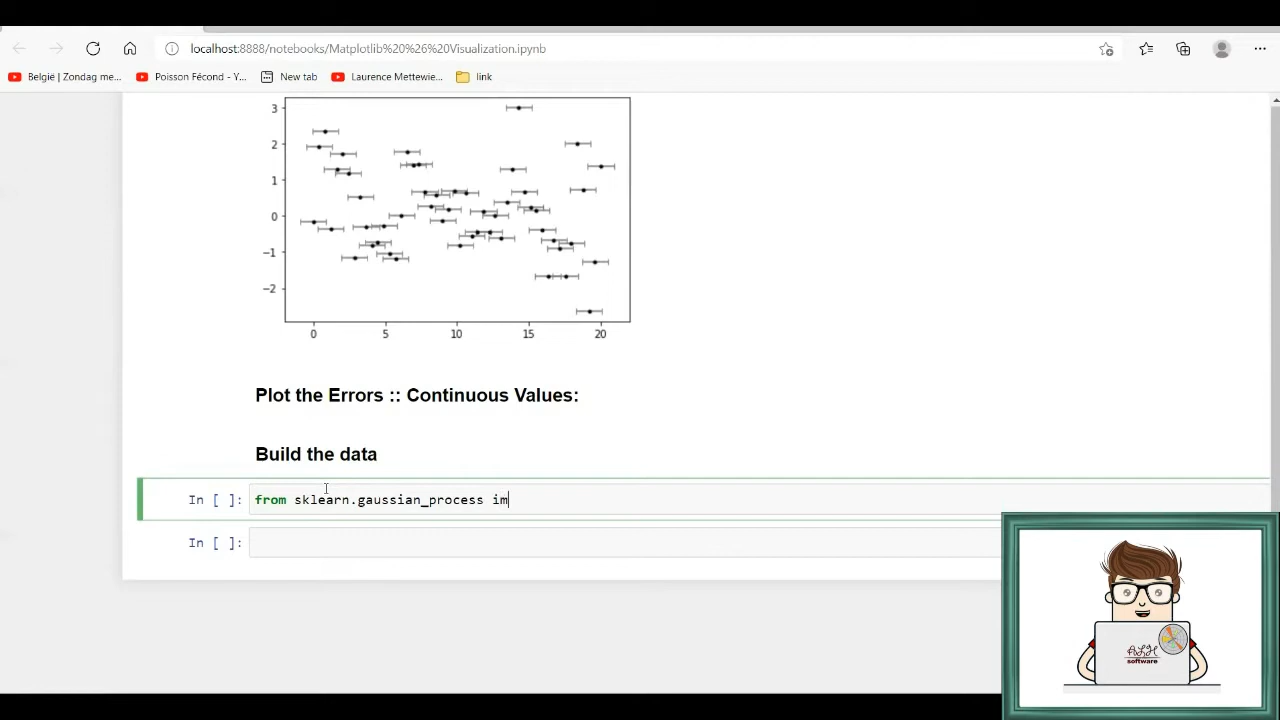 localhost:8888/notebooks/Matplotlib%20%26%20Visualization.ipynb
België | Zondag me... Poisson Fécond - Y... New tab Laurence Mettewie... link
3
2
1
0
−1
−2
0 5 10 15 20
Plot the Errors :: Continuous Values:
Build the data
In [ ]: from sklearn.gaussian_process im
In [ ]:
software